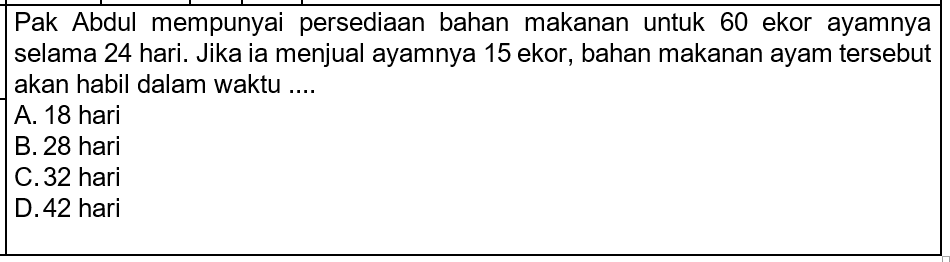 Pak Abdul mempunyai persediaan bahan makanan untuk 60 ekor ayamnya
selama 24 hari. Jika ia menjual ayamnya 15 ekor, bahan makanan ayam tersebut
akan habil dalam waktu ....
A. 18 hari
B. 28 hari
C. 32 hari
D. 42 hari